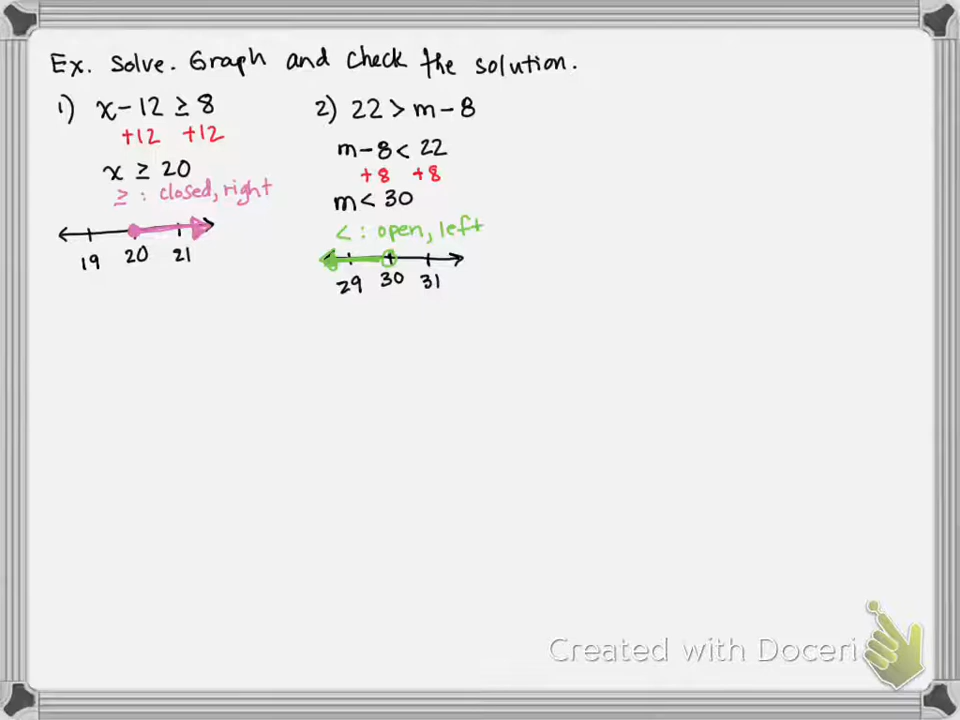 Ex. Solve. Graph and check the solution.
1) x - 12 ≥ 8
+12 +12
x ≥ 20
≥ : closed, right
19 20 21
2) 22 > m - 8
m - 8 < 22
+8 +8
m < 30
< : open, left
29 30 31
Created with Doceri